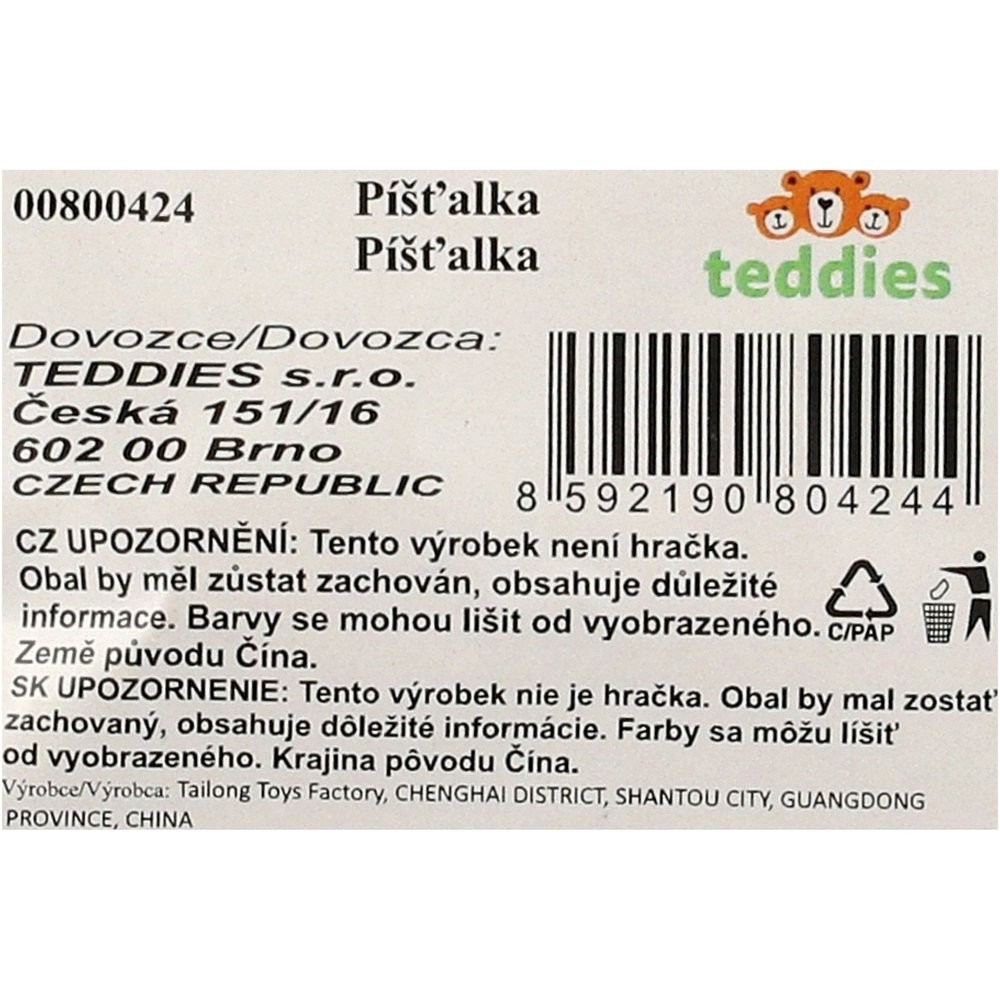 00800424
Píšťalka
Píšťalka
teddies
Dovozce/Dovozca:
TEDDIES s.r.o.
Česká 151/16
602 00 Brno
CZECH REPUBLIC
8 592190 804244
CZ UPOZORNĚNÍ: Tento výrobek není hračka.
Obal by měl zůstat zachován, obsahuje důležité
informace. Barvy se mohou lišit od vyobrazeného.
C/PAP
Země původu Čína.
SK UPOZORNENIE: Tento výrobek nie je hračka. Obal by mal zostať
zachovaný, obsahuje dôležité informácie. Farby sa môžu líšiť
od vyobrazeného. Krajina pôvodu Čína.
Výrobce/Výrobca: Tailong Toys Factory, CHENGHAI DISTRICT, SHANTOU CITY, GUANGDONG
PROVINCE, CHINA